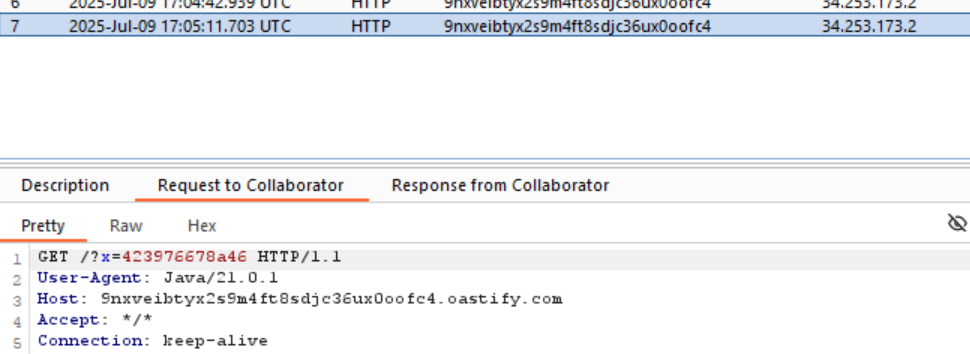 6 2025-Jul-09 17:04:42.939 UTC HTTP 9nxveibtyx2s9m4ft8sdjc36ux0oofc4 34.253.173.2
7 2025-Jul-09 17:05:11.703 UTC HTTP 9nxveibtyx2s9m4ft8sdjc36ux0oofc4 34.253.173.2
Description Request to Collaborator Response from Collaborator
Pretty Raw Hex
1 GET /?x=423976678a46 HTTP/1.1
2 User-Agent: Java/21.0.1
3 Host: 9nxveibtyx2s9m4ft8sdjc36ux0oofc4.oastify.com
4 Accept: */*
5 Connection: keep-alive